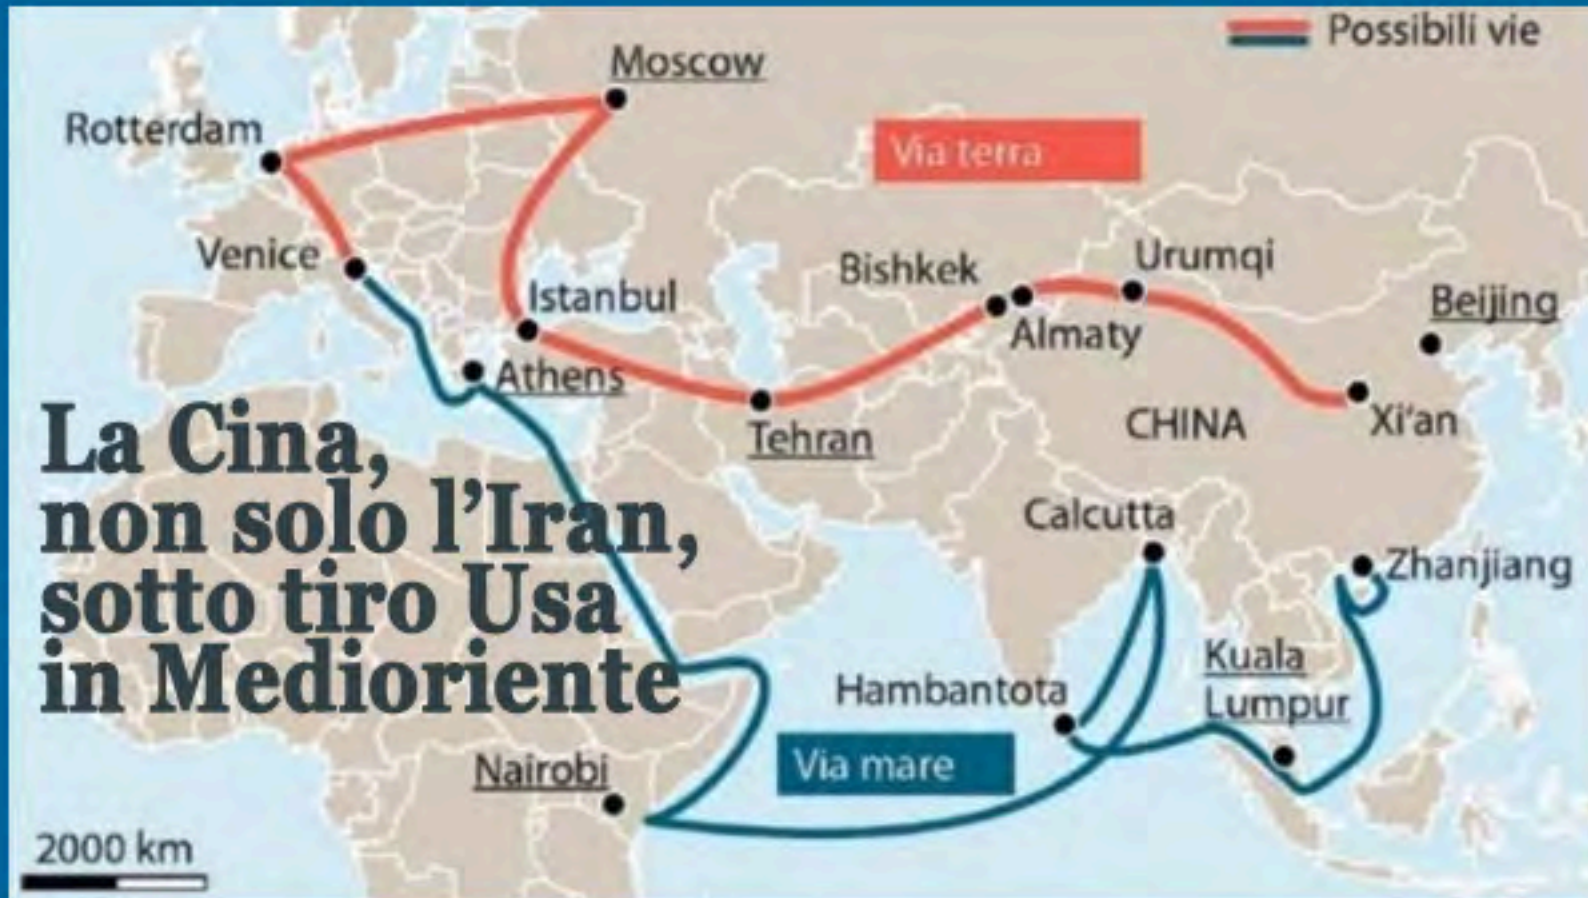 Possibili vie
Moscow
Rotterdam
Via terra
Venice
Bishkek
Urumqi
Istanbul
Beijing
Almaty
Athens
Tehran
CHINA
Xi'an
La Cina,
non solo l'Iran,
sotto tiro Usa
in Medioriente
Calcutta
Zhanjiang
Kuala
Lumpur
Hambantota
Via mare
Nairobi
2000 km